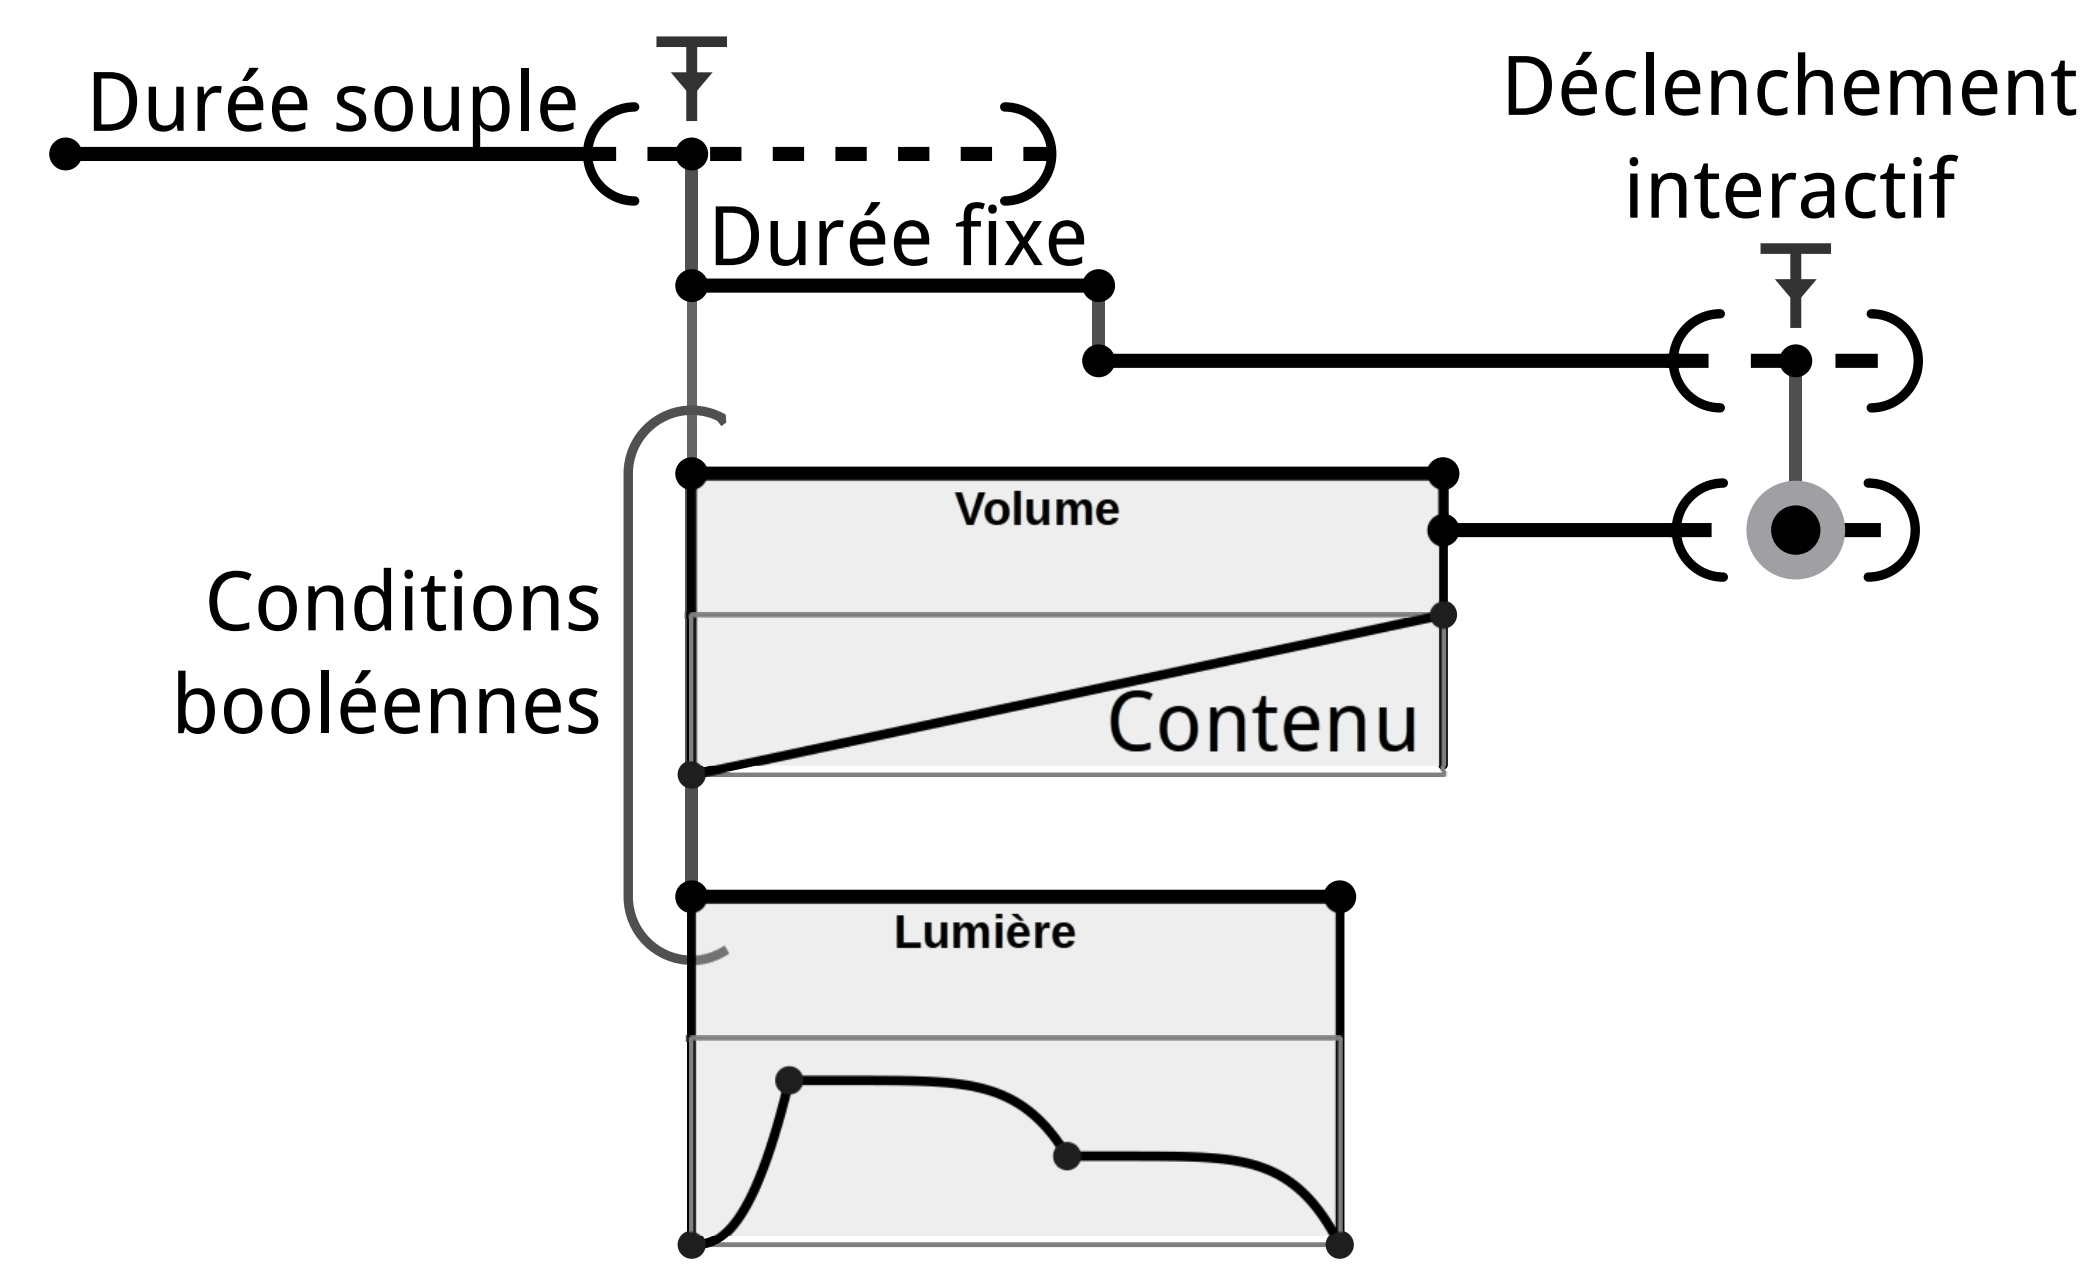 Durée souple
Déclenchement
interactif
Durée fixe
Volume
Conditions
booléennes
Contenu
Lumière